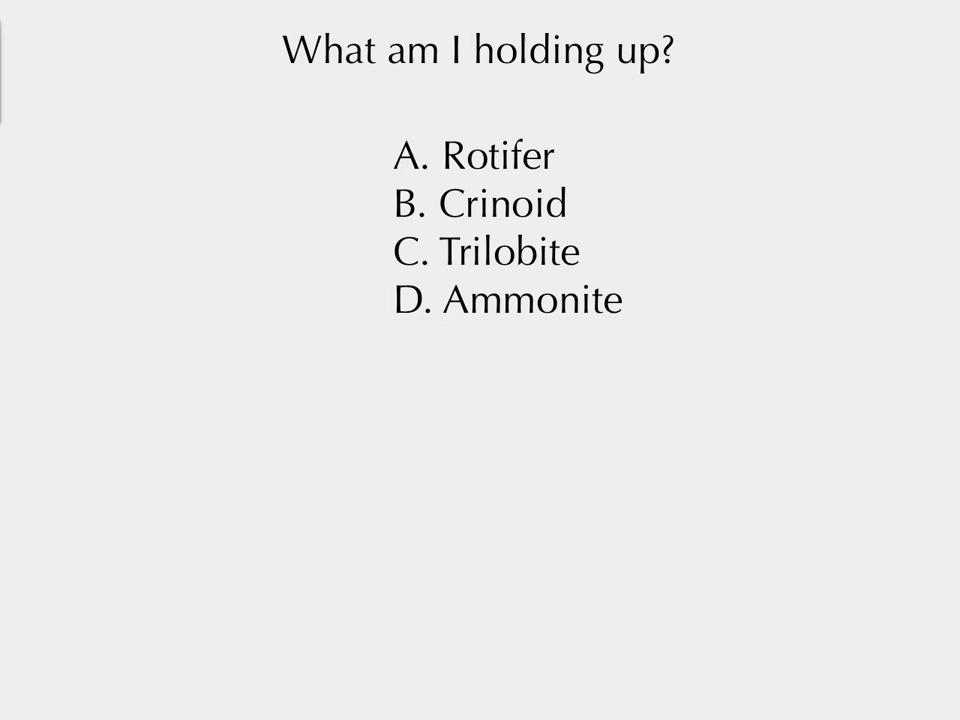 What am I holding up?
A. Rotifer
B. Crinoid
C. Trilobite
D. Ammonite